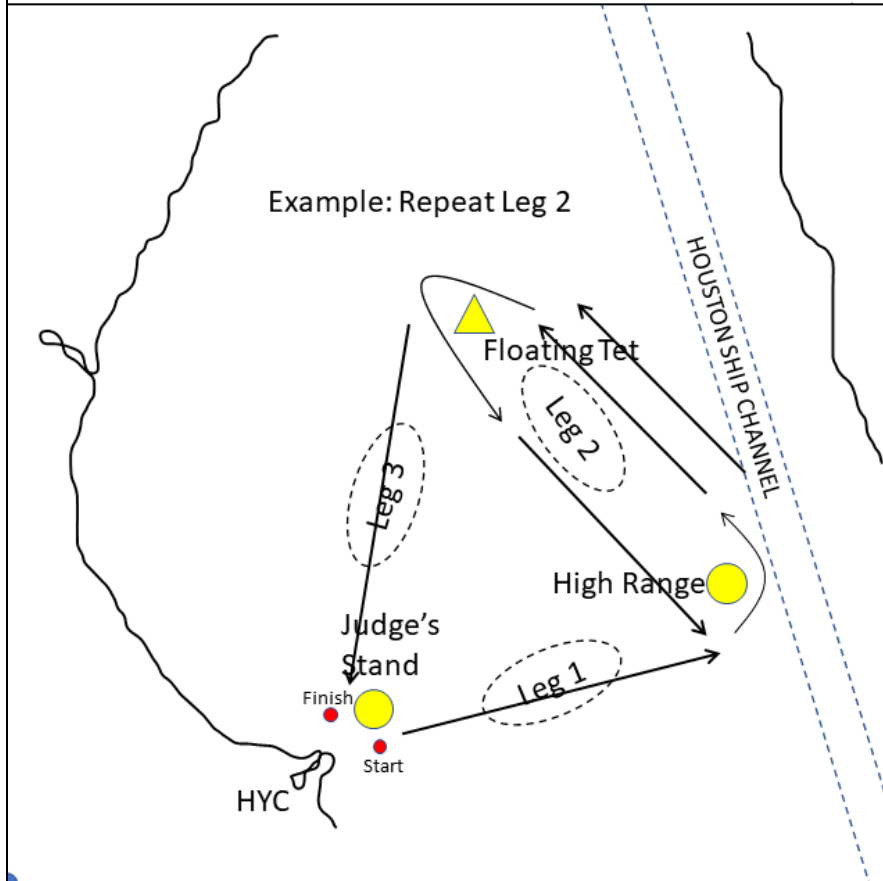 Example: Repeat Leg 2
HOUSTON SHIP CHANNEL
Floating Tet
Leg 2
Leg 3
High Range
Judge's
Stand
Leg 1
Finish
Start
HYC